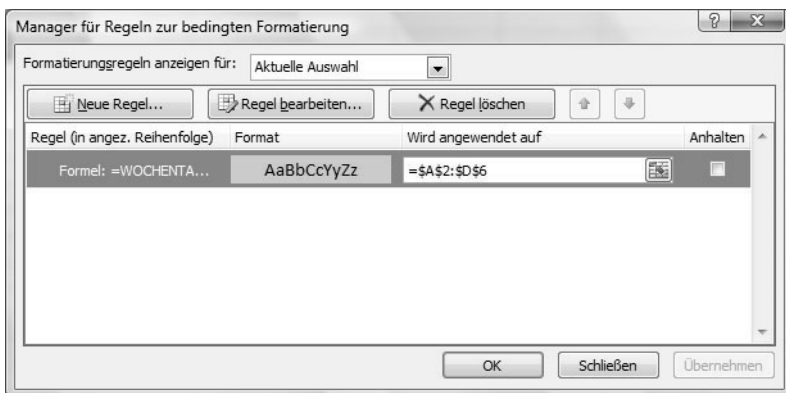 Manager für Regeln zur bedingten Formatierung
Formatierungsregeln anzeigen für: Aktuelle Auswahl
Neue Regel... Regel bearbeiten... Regel löschen
Regel (in angez. Reihenfolge) Format Wird angewendet auf Anhalten
Formel: =WOCHENTA... AaBbCcYyZz =$A$2:$D$6
OK Schließen Übernehmen